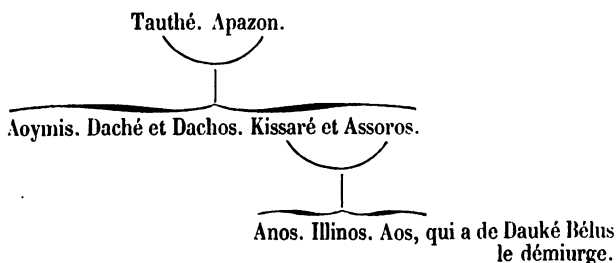 Tauthé. Apazon.
Aoymis. Daché et Dachos. Kissaré et Assoros.
Anos. Illinos. Aos, qui a de Dauké Bélus
le démiurge.